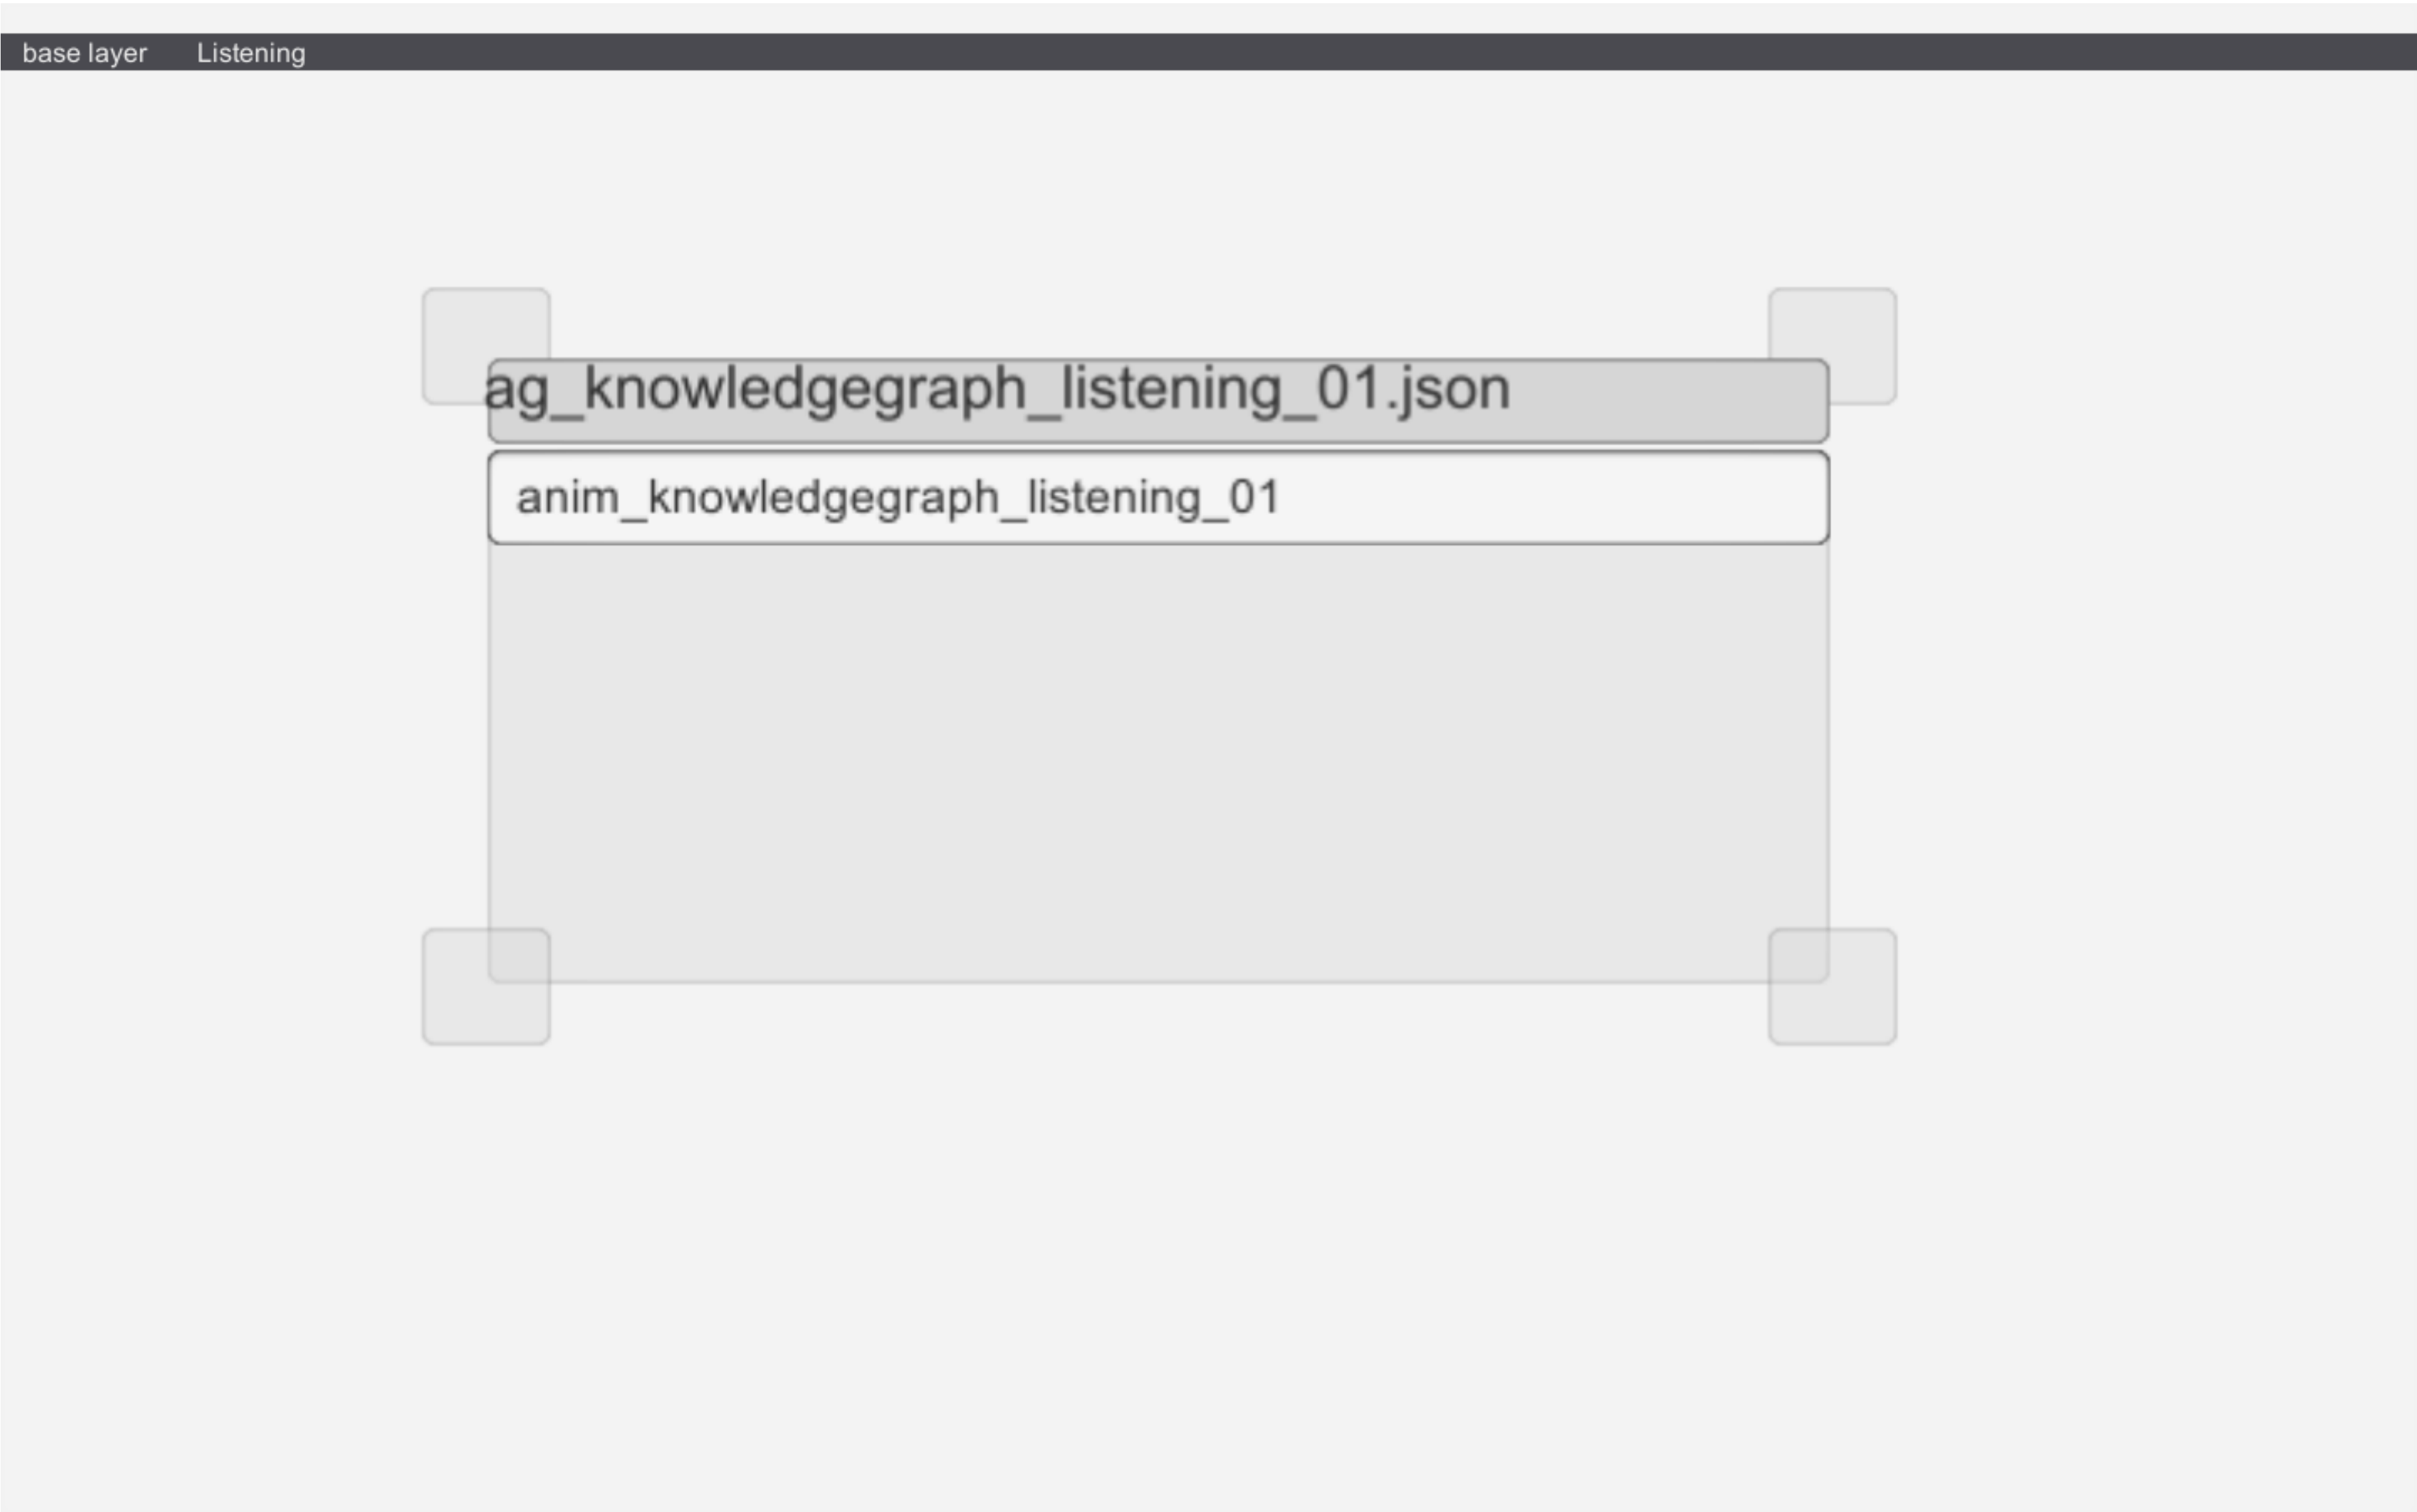 base layer Listening
ag_knowledgegraph_listening_01.json
anim_knowledgegraph_listening_01